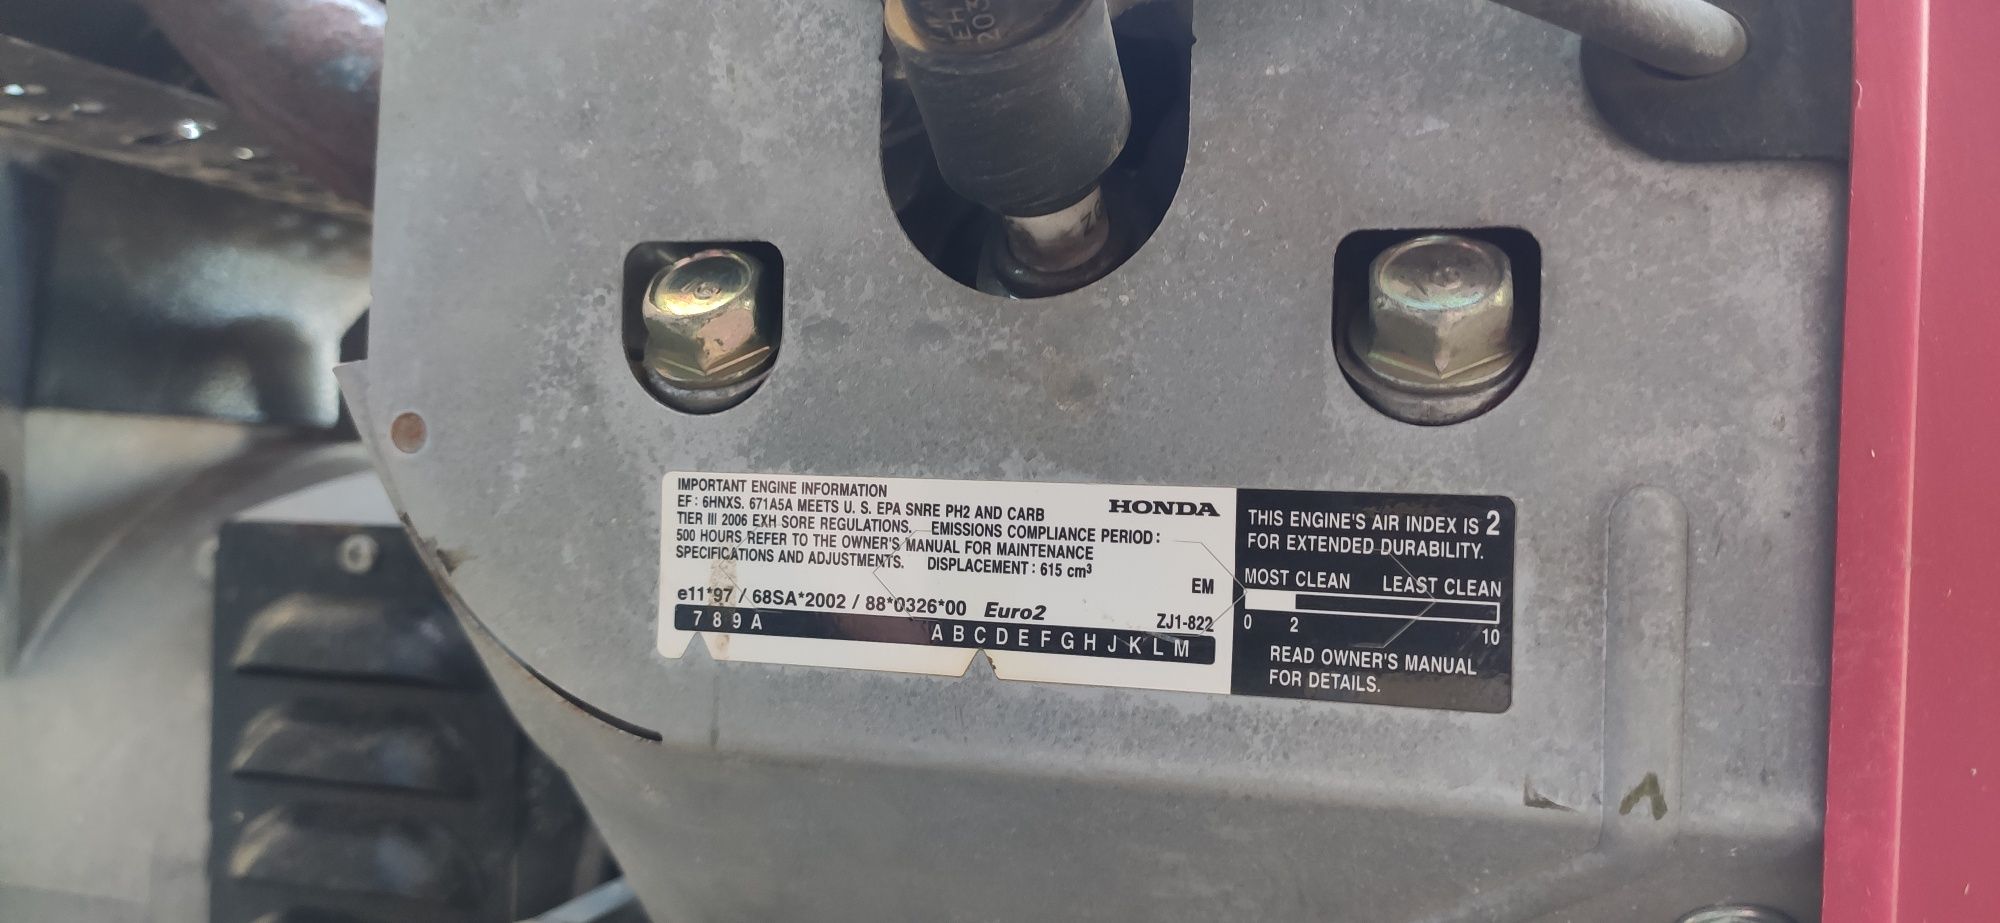 EH
203
IMPORTANT ENGINE INFORMATION
EF : 6HNXS. 671A5A MEETS U. S. EPA SNRE PH2 AND CARB
TIER III 2006 EXH SORE REGULATIONS. EMISSIONS COMPLIANCE PERIOD :
500 HOURS REFER TO THE OWNER'S MANUAL FOR MAINTENANCE
SPECIFICATIONS AND ADJUSTMENTS. DISPLACEMENT : 615 cm³
HONDA
EM
e11*97 / 68SA*2002 / 88*0326*00 Euro2
ZJ1-822
7 8 9 A A B C D E F G H J K L M
THIS ENGINE'S AIR INDEX IS 2
FOR EXTENDED DURABILITY.
MOST CLEAN LEAST CLEAN
0 2 10
READ OWNER'S MANUAL
FOR DETAILS.